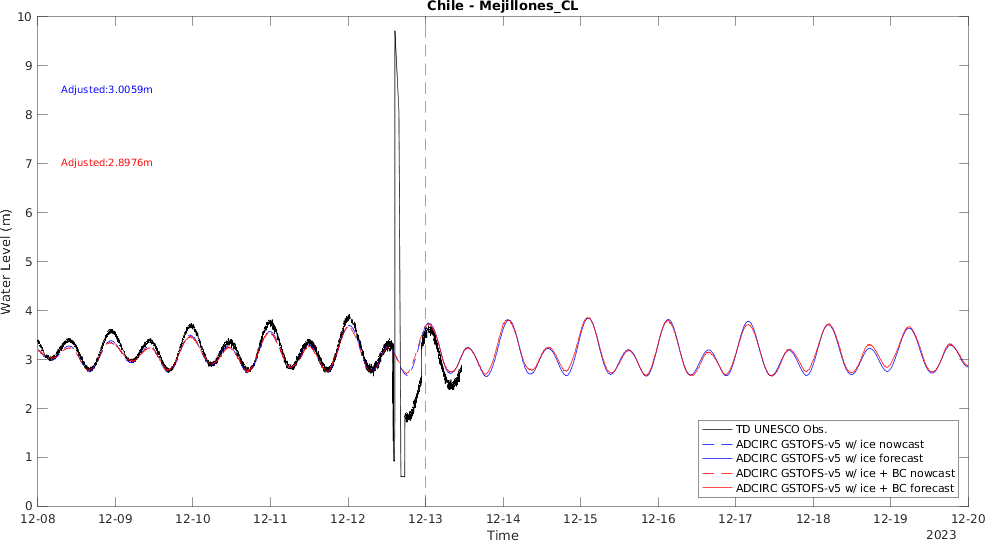 Chile - Mejillones_CL
10
9
8
7
6
5
4
3
2
1
0
Water Level (m)
Adjusted:3.0059m
Adjusted:2.8976m
TD UNESCO Obs.
ADCIRC GSTOFS-v5 w/ ice nowcast
ADCIRC GSTOFS-v5 w/ ice forecast
ADCIRC GSTOFS-v5 w/ ice + BC nowcast
ADCIRC GSTOFS-v5 w/ ice + BC forecast
12-08 12-09 12-10 12-11 12-12 12-13 12-14 12-15 12-16 12-17 12-18 12-19 12-20
Time
2023